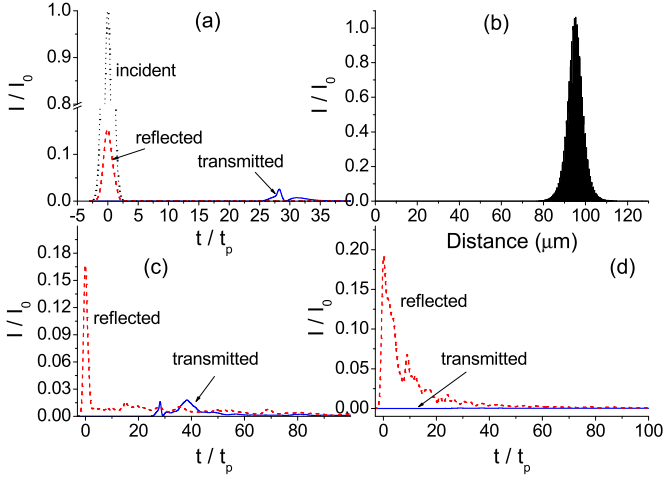 (a)
I / I0
1.0
0.9
0.8
0.1
0.0
incident
reflected
transmitted
-5 0 5 10 15 20 25 30 35
t / tp
(b)
I / I0
1.0
0.8
0.6
0.4
0.2
0.0
0 20 40 60 80 100 120
Distance (μm)
(c)
I / I0
0.18
0.15
0.12
0.09
0.06
0.03
0.00
reflected
transmitted
0 20 40 60 80
t / tp
(d)
I / I0
0.20
0.15
0.10
0.05
0.00
reflected
transmitted
0 20 40 60 80 100
t / tp